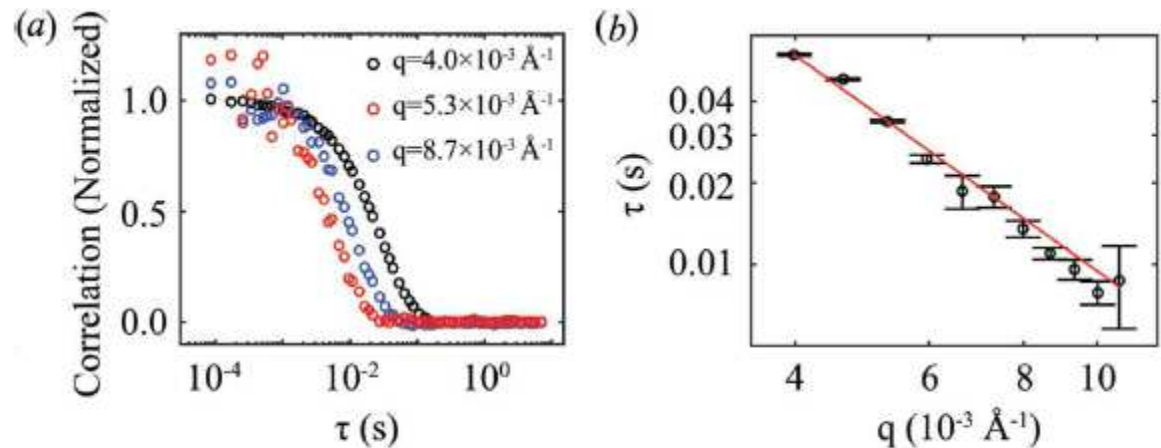 (a)
Correlation (Normalized)
1.0
0.5
0.0
q=4.0×10⁻³ Å⁻¹
q=5.3×10⁻³ Å⁻¹
q=8.7×10⁻³ Å⁻¹
10⁻⁴ 10⁻² 10⁰
τ (s)
(b)
τ (s)
0.04
0.03
0.02
0.01
4 6 8 10
q (10⁻³ Å⁻¹)